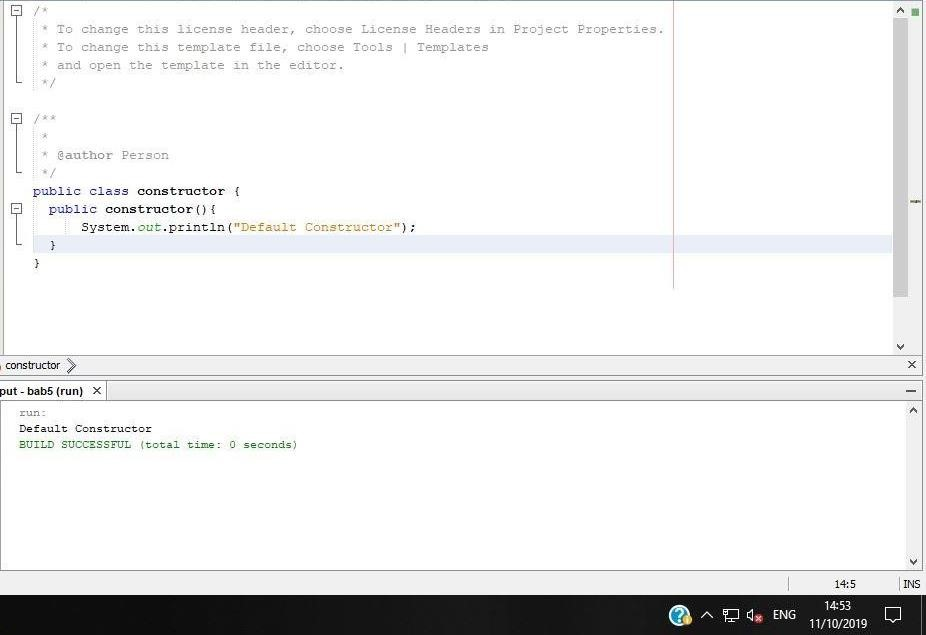 /*
* To change this license header, choose License Headers in Project Properties.
* To change this template file, choose Tools | Templates
* and open the template in the editor.
*/
/**
*
* @author Person
*/
public class constructor {
public constructor(){
System.out.println("Default Constructor");
}
}
constructor
put - bab5 (run)
run:
Default Constructor
BUILD SUCCESSFUL (total time: 0 seconds)
14:5 INS
ENG 14:53
11/10/2019